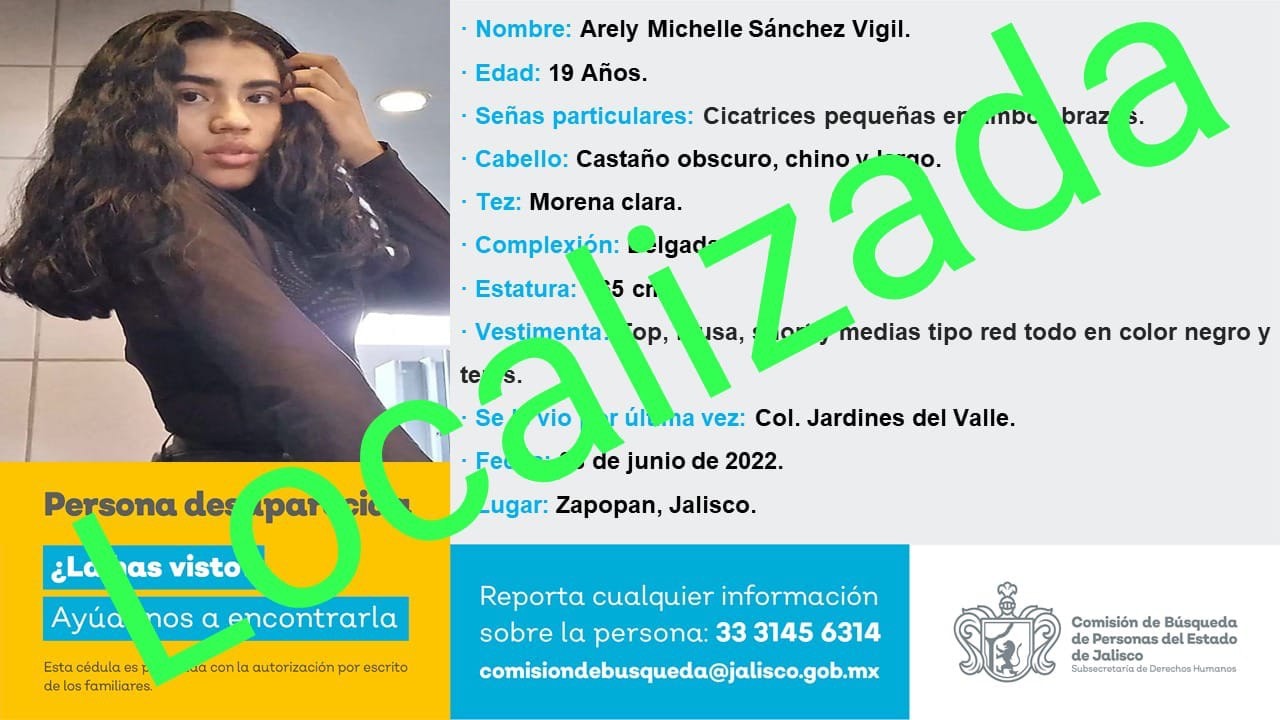 · Nombre: Arely Michelle Sánchez Vigil.
· Edad: 19 Años.
· Señas particulares: Cicatrices pequeñas en ambos brazos.
· Cabello: Castaño obscuro, chino y largo.
· Tez: Morena clara.
· Complexión: Delgada
· Estatura: cm
· Vestimenta: Top, blusa, short y medias tipo red todo en color negro y
tenis.
· Se le vio por última vez: Col. Jardines del Valle.
· Fecha: de junio de 2022.
· Lugar: Zapopan, Jalisco.
Localizada
Persona desaparecida
¿La has visto?
Ayúdanos a encontrarla
Esta cédula es publicada con la autorización por escrito
de los familiares.
Reporta cualquier información
sobre la persona: 33 3145 6314
comisiondebusqueda@jalisco.gob.mx
Comisión de Búsqueda
de Personas del Estado
de Jalisco
Subsecretaría de Derechos Humanos